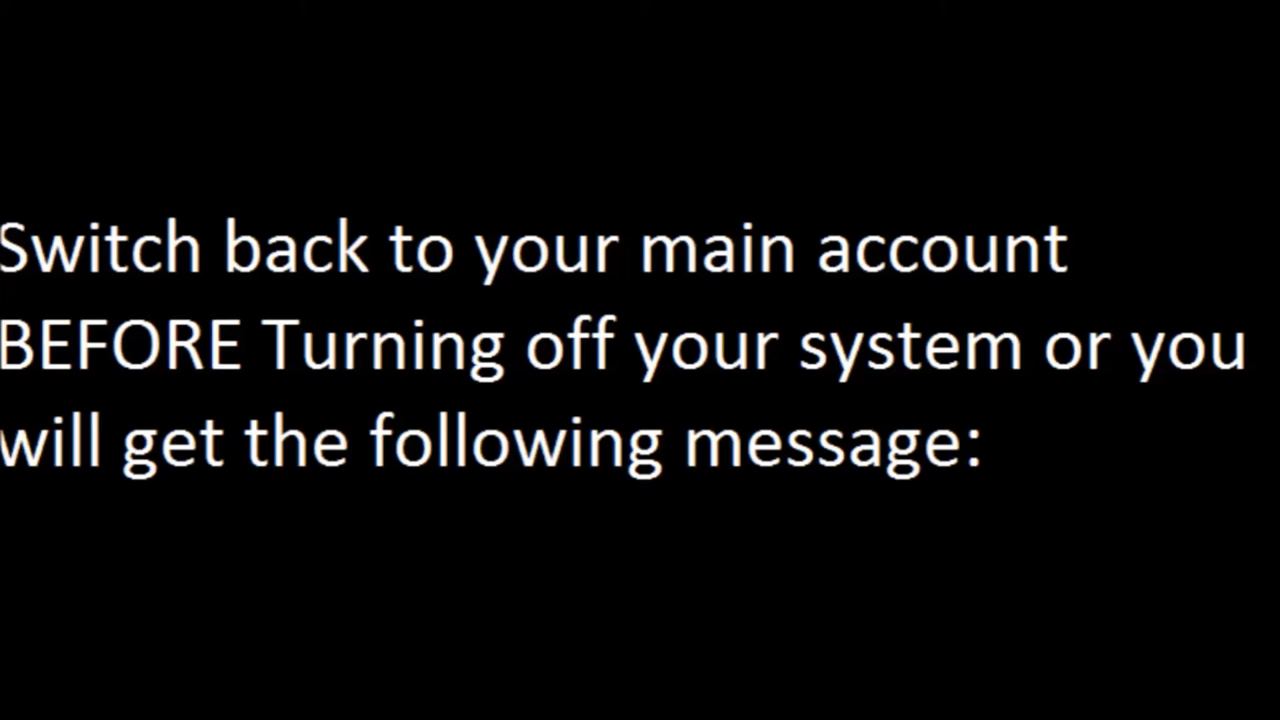 Switch back to your main account
BEFORE Turning off your system or you
will get the following message: